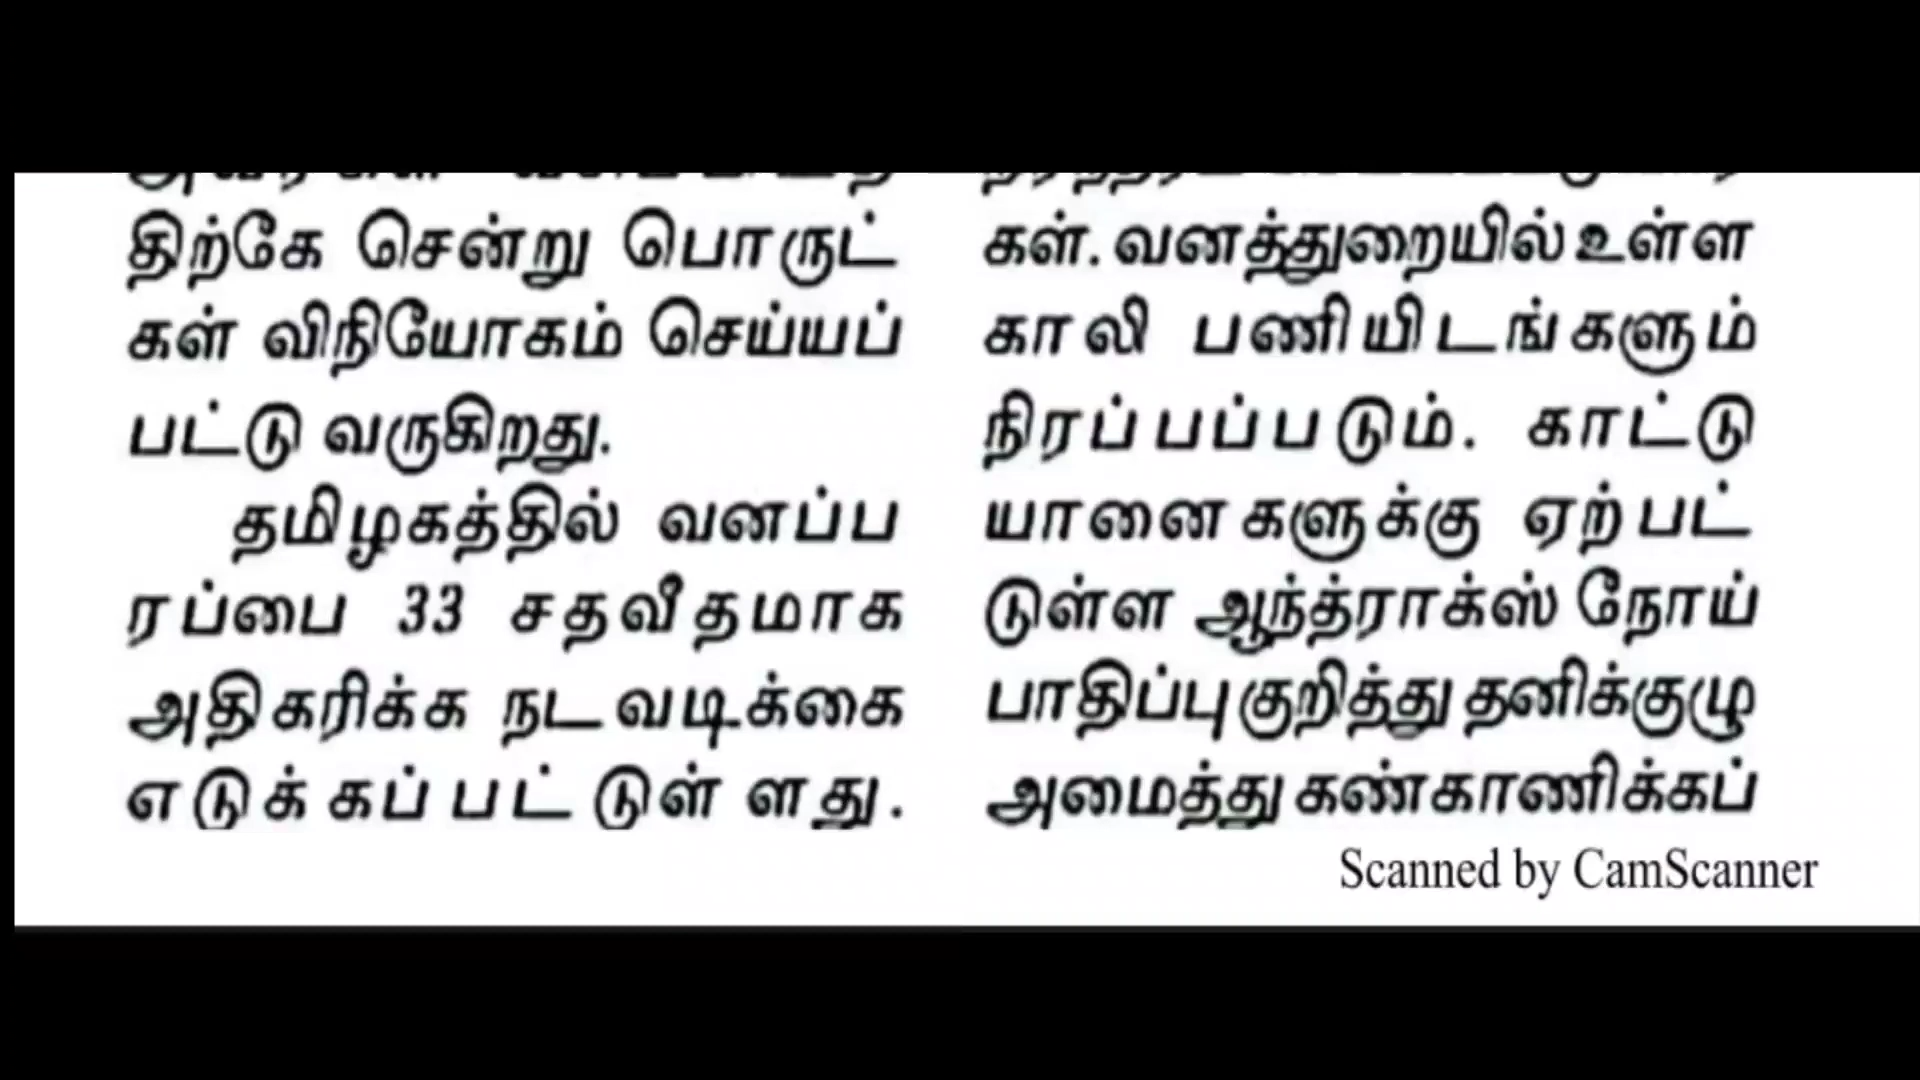 திற்கே சென்று பொருட்
கள் விநியோகம் செய்யப்
பட்டு வருகிறது.
தமிழகத்தில் வனப்ப
ரப்பை 33 சதவீதமாக
அதிகரிக்க நடவடிக்கை
எடுக்கப்பட்டுள்ளது.
கள். வனத்துறையில் உள்ள
காலி பணியிடங்களும்
நிரப்பப்படும். காட்டு
யானைகளுக்கு ஏற்பட்
டுள்ள ஆந்த்ராக்ஸ் நோய்
பாதிப்பு குறித்து தனிக்குழு
அமைத்து கண்காணிக்கப்
Scanned by CamScanner